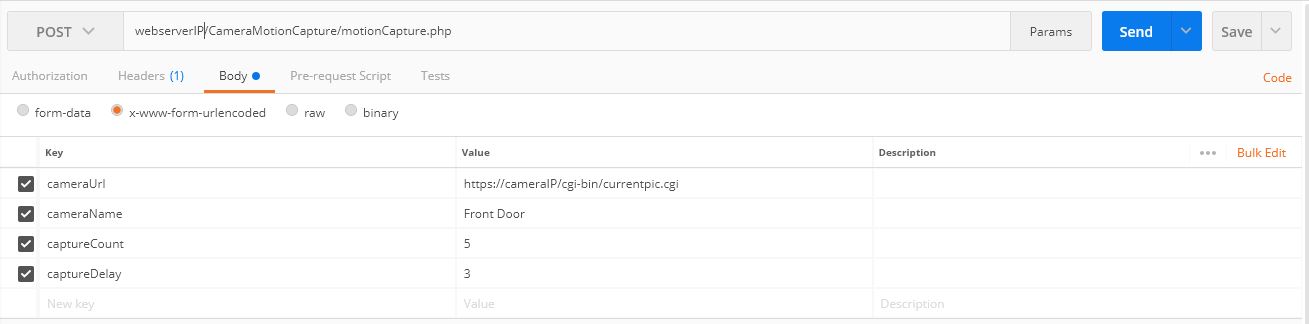 POST webserverIP/CameraMotionCapture/motionCapture.php Params Send Save
Authorization Headers (1) Body Pre-request Script Tests Code
form-data x-www-form-urlencoded raw binary
Key Value Description ••• Bulk Edit
cameraUrl https://cameraIP/cgi-bin/currentpic.cgi
cameraName Front Door
captureCount 5
captureDelay 3
New key Value Description